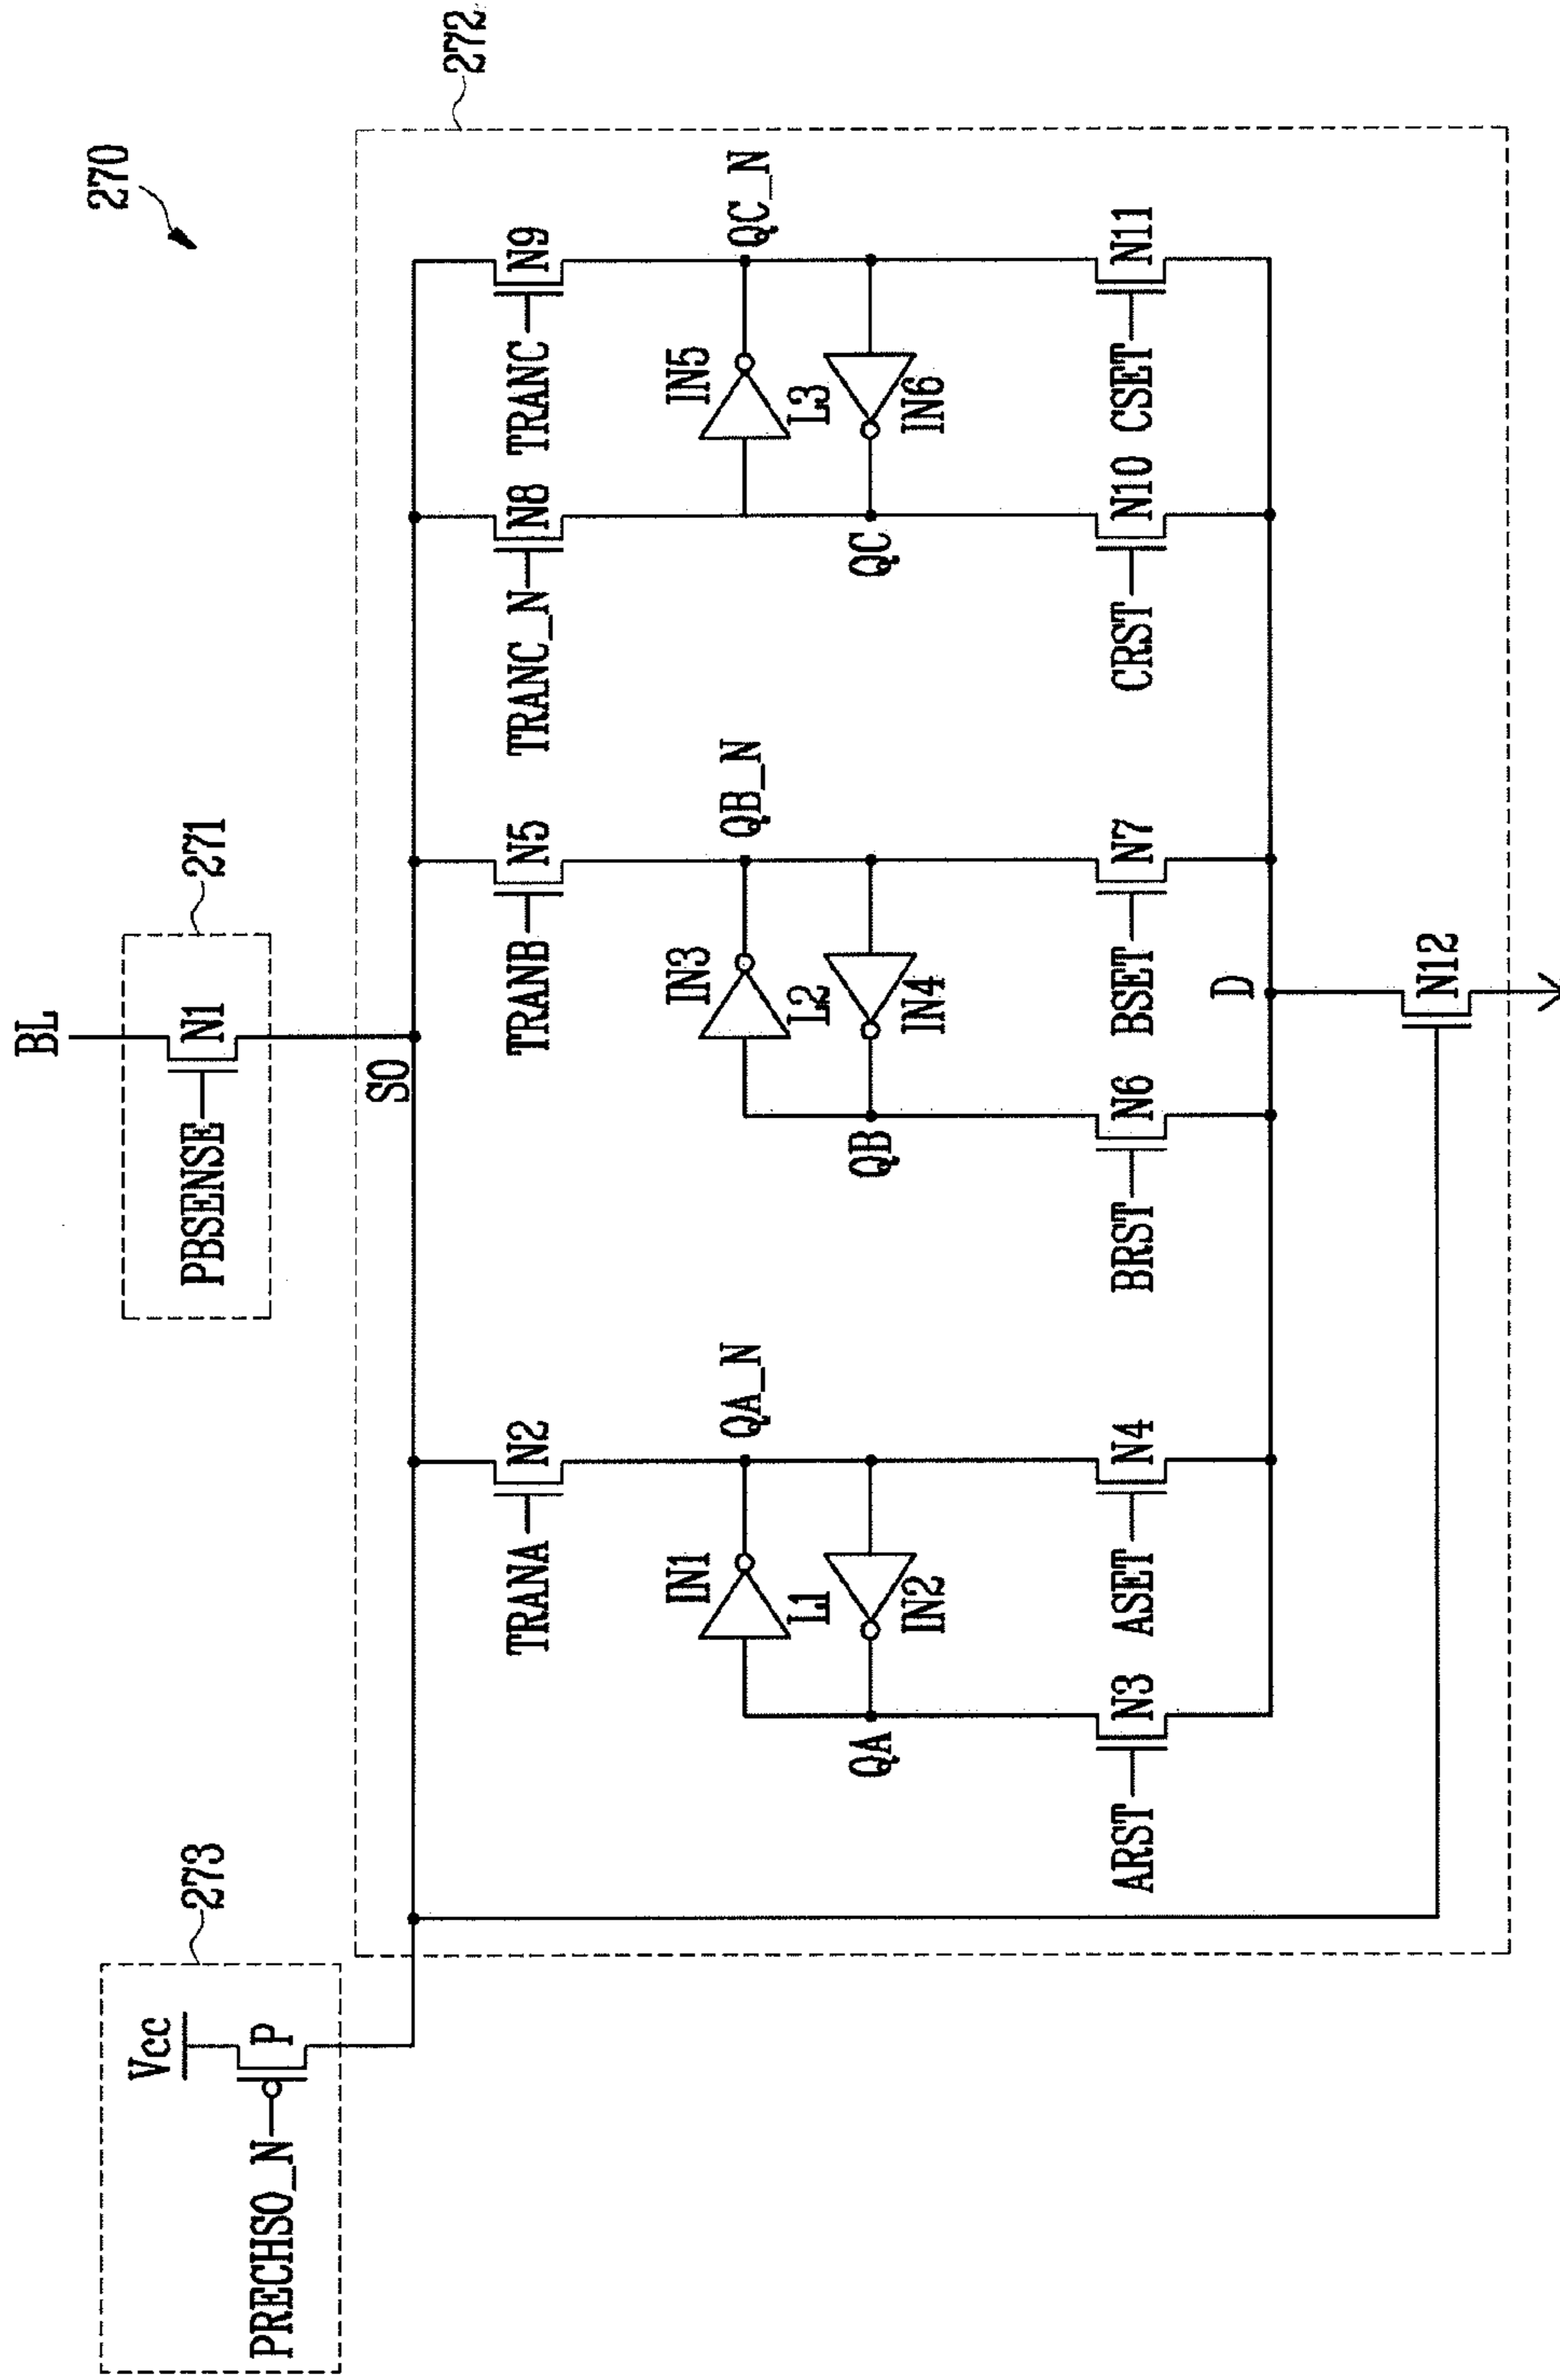 270
BL
271
PBSENSE
N1
273
Vcc
PRECHSO_N
P
SO
272
TRANA
N2
TRANB
N5
TRANC_N
N8
TRANC
N9
QA_N
QB_N
QC_N
IN1
L1
IN2
IN3
L2
IN4
IN5
L3
IN6
QA
QB
QC
ARST
N3
ASET
N4
BRST
N6
BSET
N7
CRST
N10
CSET
N11
D
N12